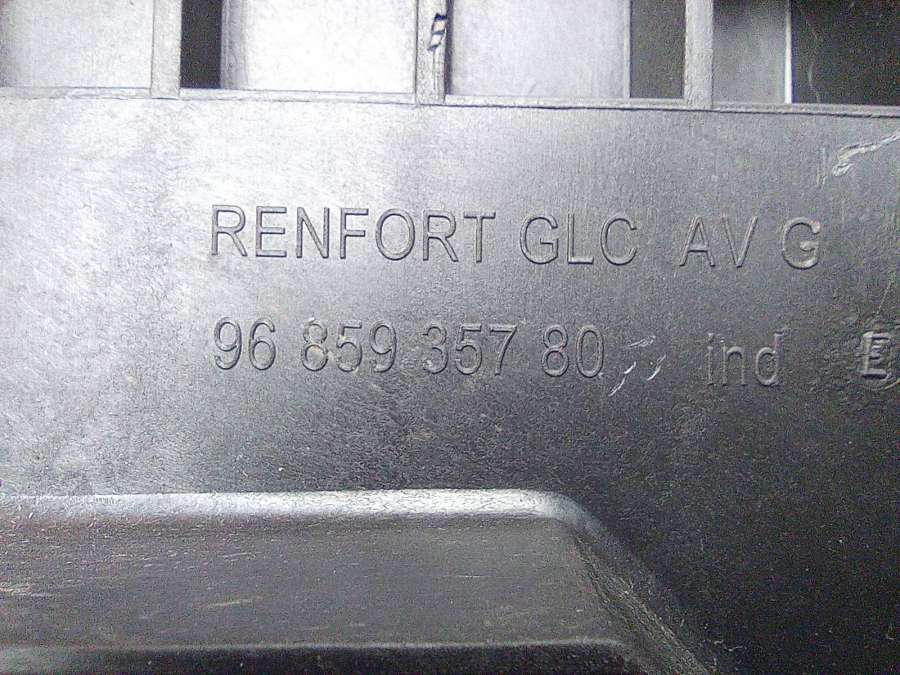 RENFORT GLC AV G
96 859 357 80 ind E